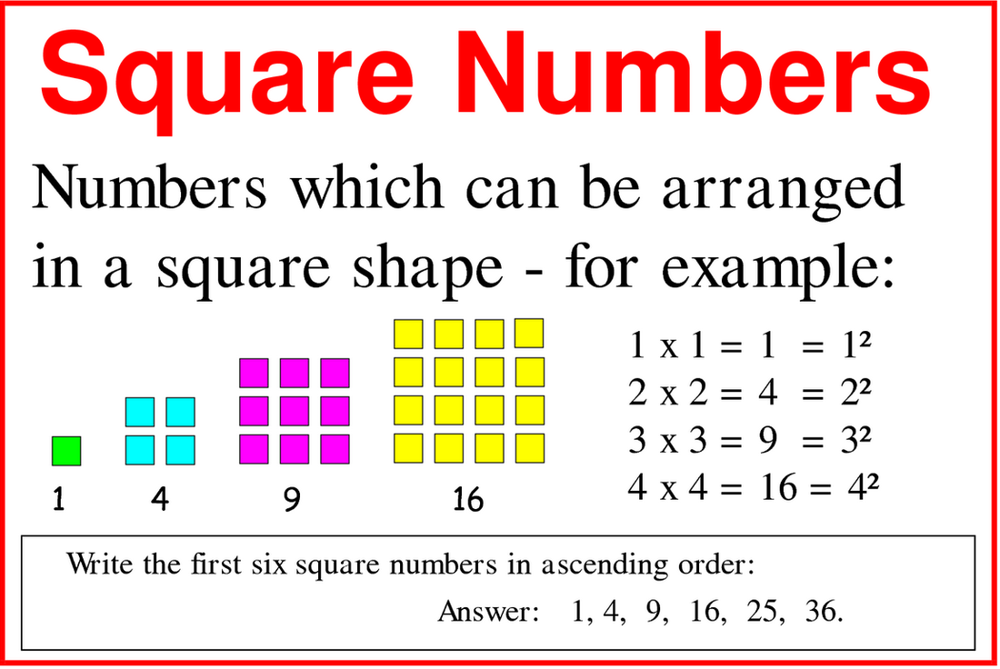 Square Numbers
Numbers which can be arranged
in a square shape - for example:
1 x 1 = 1 = 1²
2 x 2 = 4 = 2²
3 x 3 = 9 = 3²
4 x 4 = 16 = 4²
1 4 9 16
Write the first six square numbers in ascending order:
Answer: 1, 4, 9, 16, 25, 36.